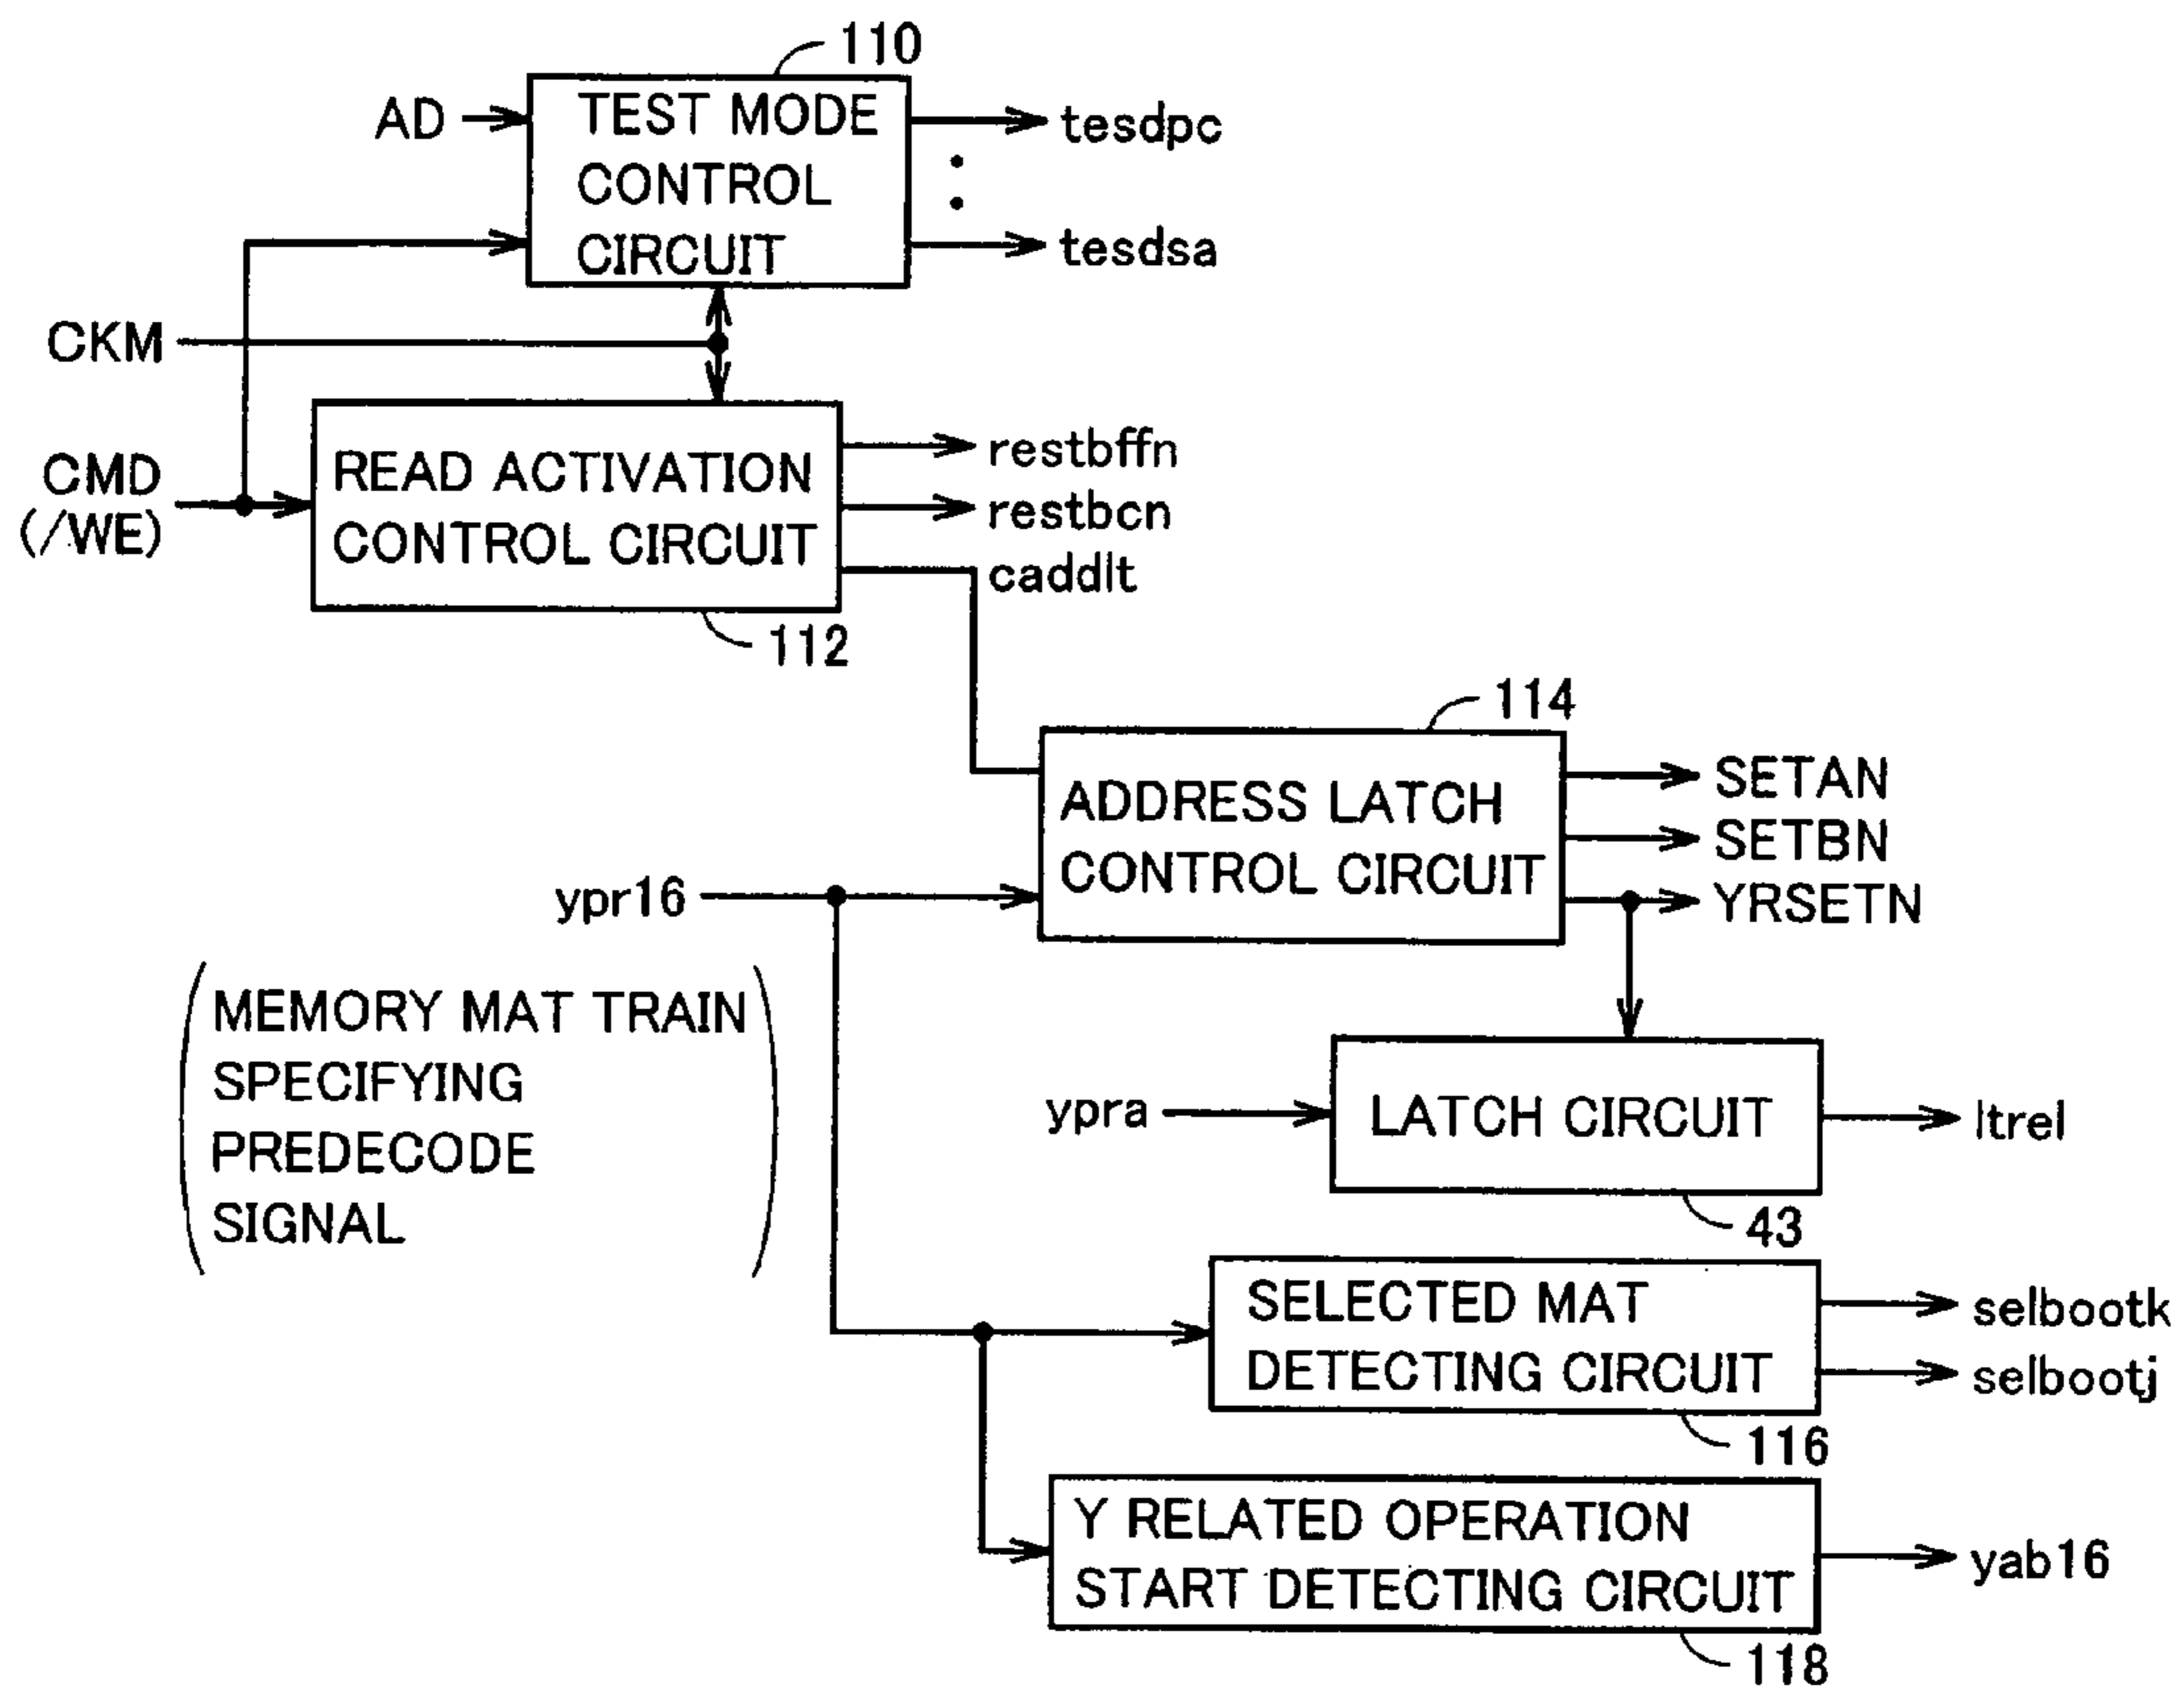 110
AD
TEST MODE
CONTROL
CIRCUIT
tesdpc
tesdsa
CKM
CMD
(/WE)
READ ACTIVATION
CONTROL CIRCUIT
restbffn
restbcn
caddlt
112
114
ADDRESS LATCH
CONTROL CIRCUIT
SETAN
SETBN
YRSETN
ypr16
MEMORY MAT TRAIN
SPECIFYING
PREDECODE
SIGNAL
ypra
LATCH CIRCUIT
ltrel
43
SELECTED MAT
DETECTING CIRCUIT
selbootk
selbootj
116
Y RELATED OPERATION
START DETECTING CIRCUIT
yab16
118